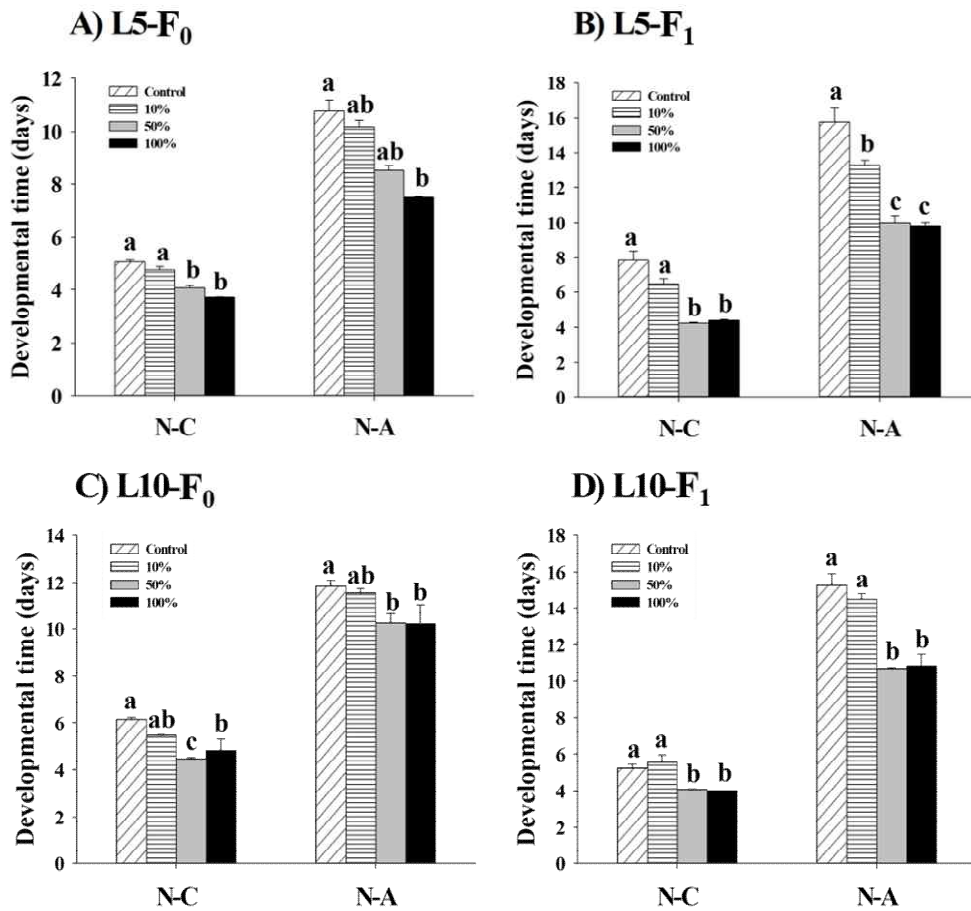 A) L5-F0
Developmental time (days)
12
10
8
6
4
2
0
Control
10%
50%
100%
a
a
b
b
a
ab
ab
b
N-C
N-A
B) L5-F1
Developmental time (days)
18
16
14
12
10
8
6
4
2
0
Control
10%
50%
100%
a
a
b
b
a
b
c
c
N-C
N-A
C) L10-F0
Developmental time (days)
14
12
10
8
6
4
2
0
Control
10%
50%
100%
a
ab
c
b
a
ab
b
b
N-C
N-A
D) L10-F1
Developmental time (days)
18
16
14
12
10
8
6
4
2
0
Control
10%
50%
100%
a
a
b
b
a
a
b
b
N-C
N-A